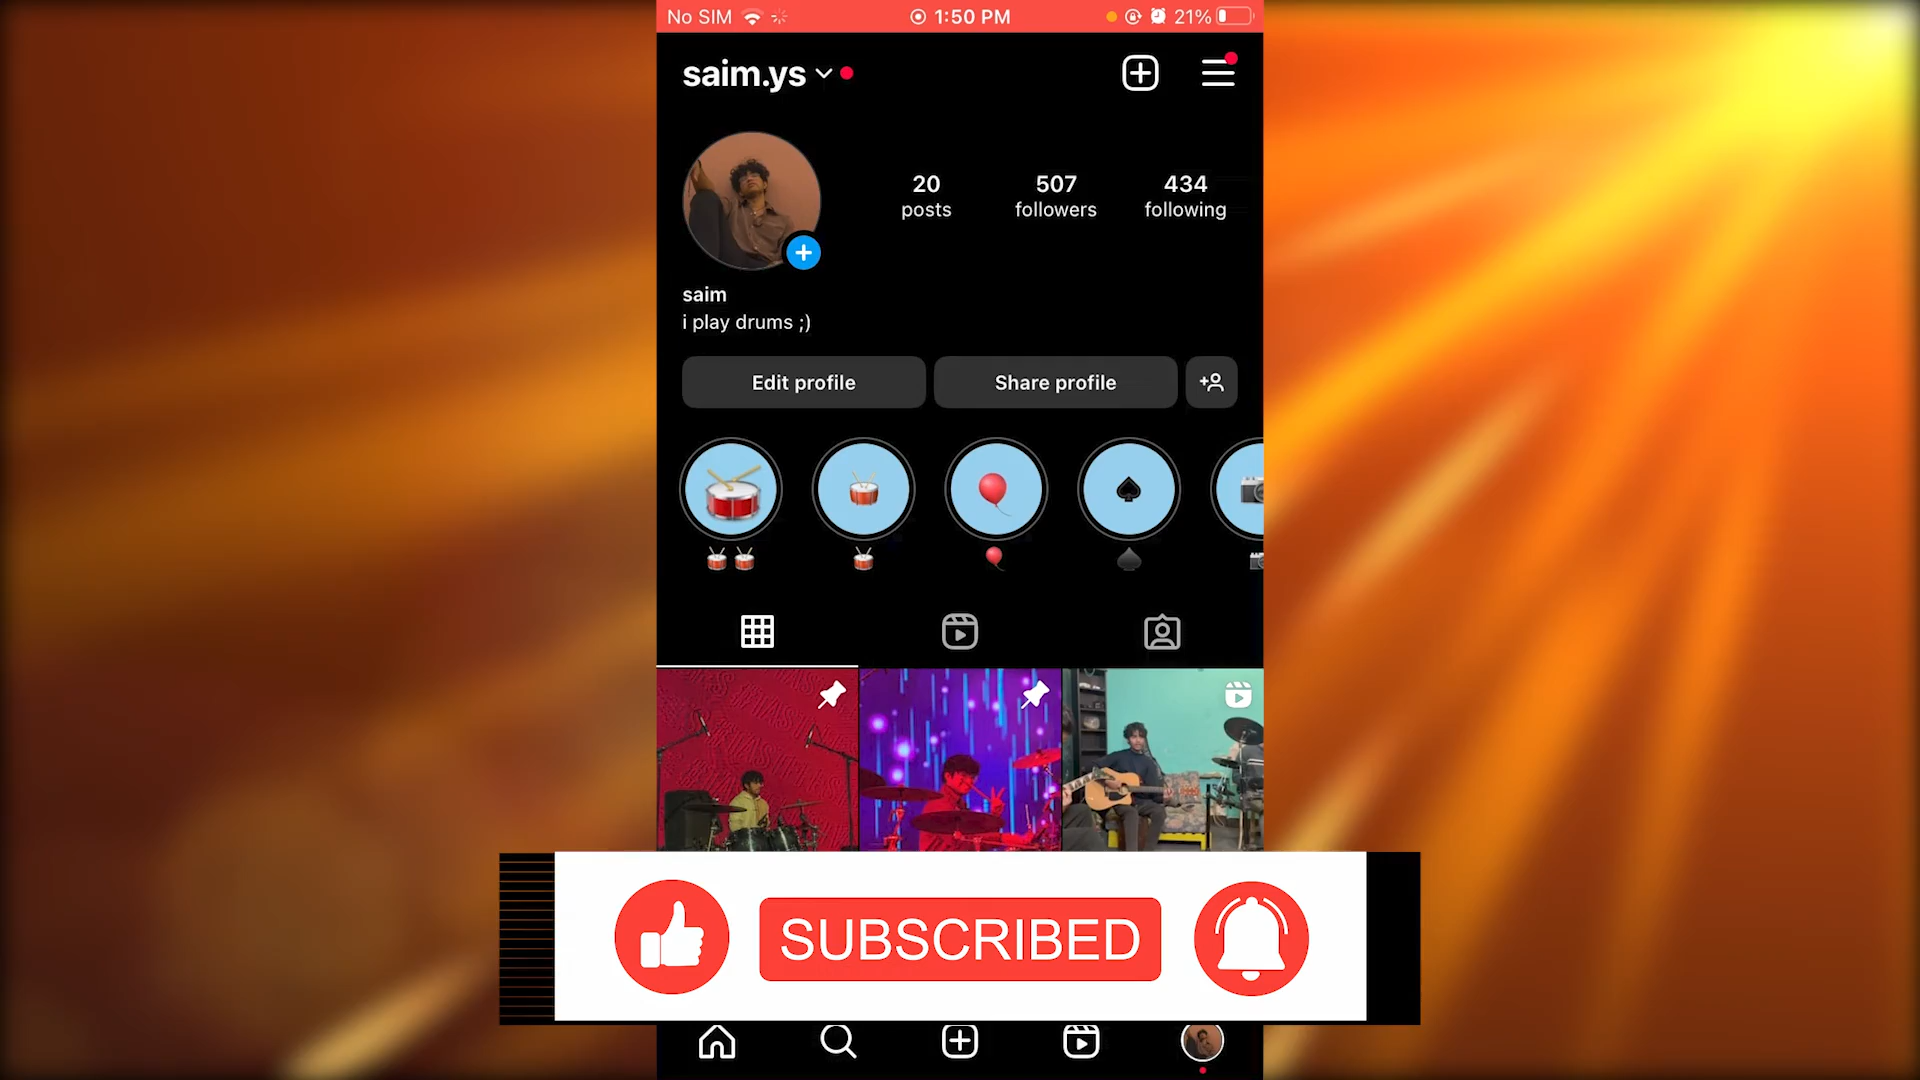 No SIM 1:50 PM 21%
saim.ys
20 507 434
posts followers following
saim
i play drums ;)
Edit profile Share profile
SUBSCRIBED